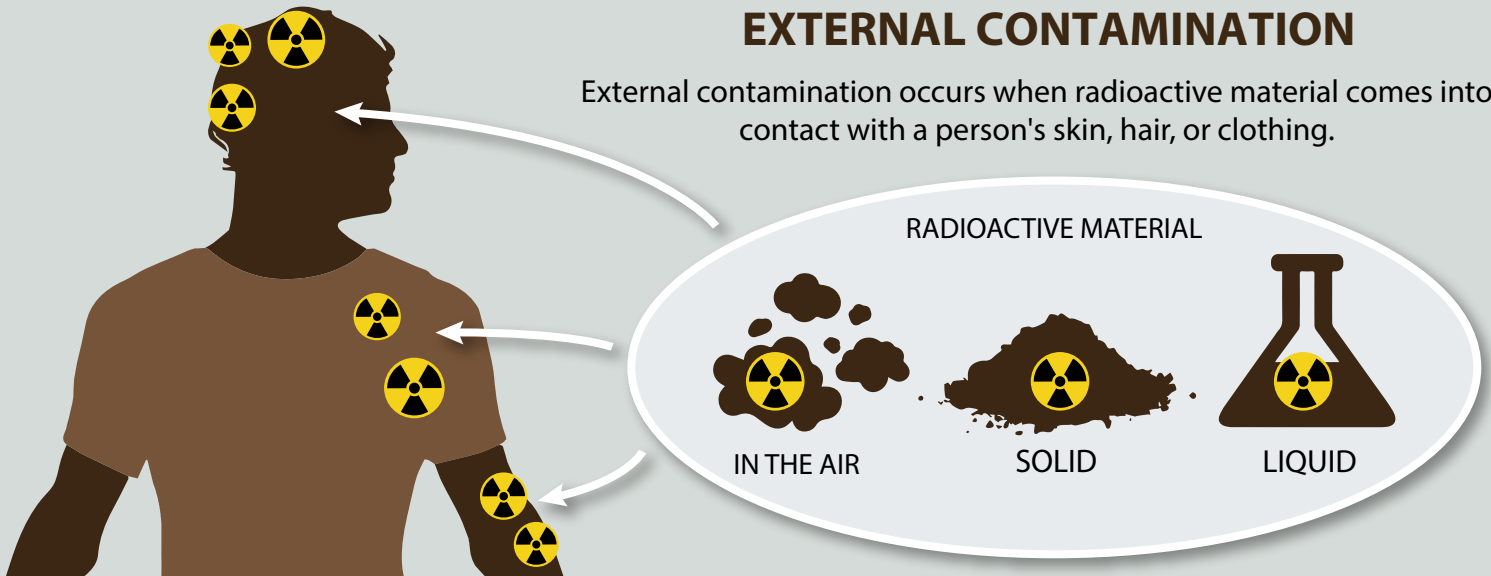 EXTERNAL CONTAMINATION
External contamination occurs when radioactive material comes into
contact with a person's skin, hair, or clothing.
RADIOACTIVE MATERIAL
IN THE AIR
SOLID
LIQUID